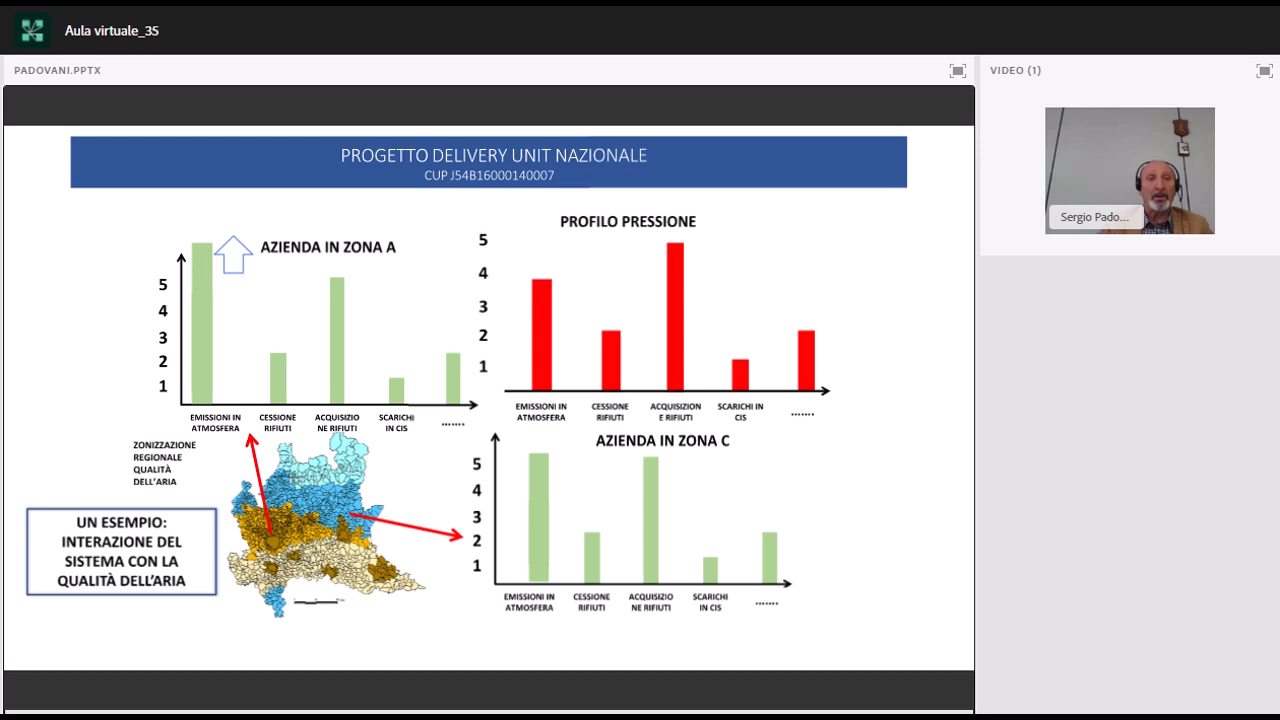 Aula virtuale_35
PADOVANI.PPTX
VIDEO (1)
Sergio Pado...
PROGETTO DELIVERY UNIT NAZIONALE
CUP J54B16000140007
AZIENDA IN ZONA A
5
4
3
2
1
EMISSIONI IN
ATMOSFERA
CESSIONE
RIFIUTI
ACQUISIZIO
NE RIFIUTI
SCARICHI
IN CIS
.......
PROFILO PRESSIONE
5
4
3
2
1
EMISSIONI IN
ATMOSFERA
CESSIONE
RIFIUTI
ACQUISIZION
E RIFIUTI
SCARICHI IN
CIS
.......
ZONIZZAZIONE
REGIONALE
QUALITÀ
DELL'ARIA
UN ESEMPIO:
INTERAZIONE DEL
SISTEMA CON LA
QUALITÀ DELL'ARIA
AZIENDA IN ZONA C
5
4
3
2
1
EMISSIONI IN
ATMOSFERA
CESSIONE
RIFIUTI
ACQUISIZIO
NE RIFIUTI
SCARICHI
IN CIS
.......